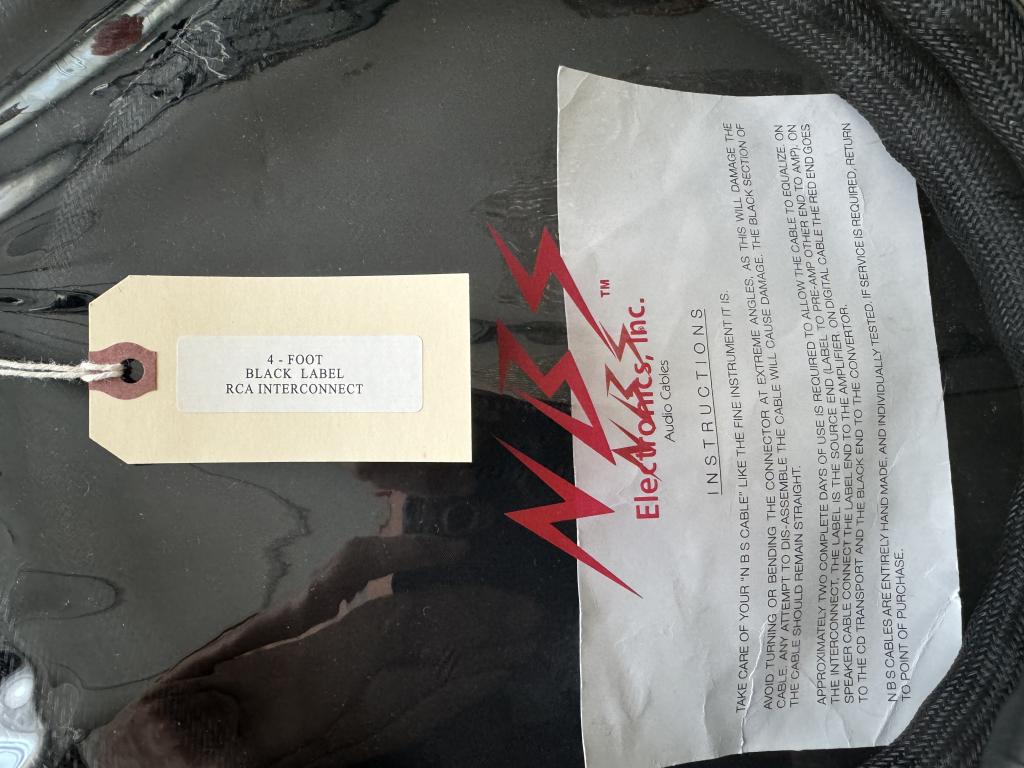 4 - FOOT
BLACK LABEL
RCA INTERCONNECT
NBS
TM
Electronics, Inc.
Audio Cables
INSTRUCTIONS
TAKE CARE OF YOUR "N B S CABLE" LIKE THE FINE INSTRUMENT IT IS.
AVOID TURNING OR BENDING THE CONNECTOR AT EXTREME ANGLES, AS THIS WILL DAMAGE THE
CABLE. ANY ATTEMPT TO DIS-ASSEMBLE THE CABLE WILL CAUSE DAMAGE. THE BLACK SECTION OF
THE CABLE SHOULD REMAIN STRAIGHT.
APPROXIMATELY TWO COMPLETE DAYS OF USE IS REQUIRED TO ALLOW THE CABLE TO EQUALIZE. ON
THE INTERCONNECT, THE LABEL IS THE SOURCE END (LABEL TO PRE-AMP OTHER END TO AMP). ON
SPEAKER CABLE CONNECT THE LABEL END TO THE AMPLIFIER. ON DIGITAL CABLE THE RED END GOES
TO THE CD TRANSPORT AND THE BLACK END TO THE CONVERTOR.
N B S CABLES ARE ENTIRELY HAND MADE, AND INDIVIDUALLY TESTED, IF SERVICE IS REQUIRED, RETURN
TO POINT OF PURCHASE.